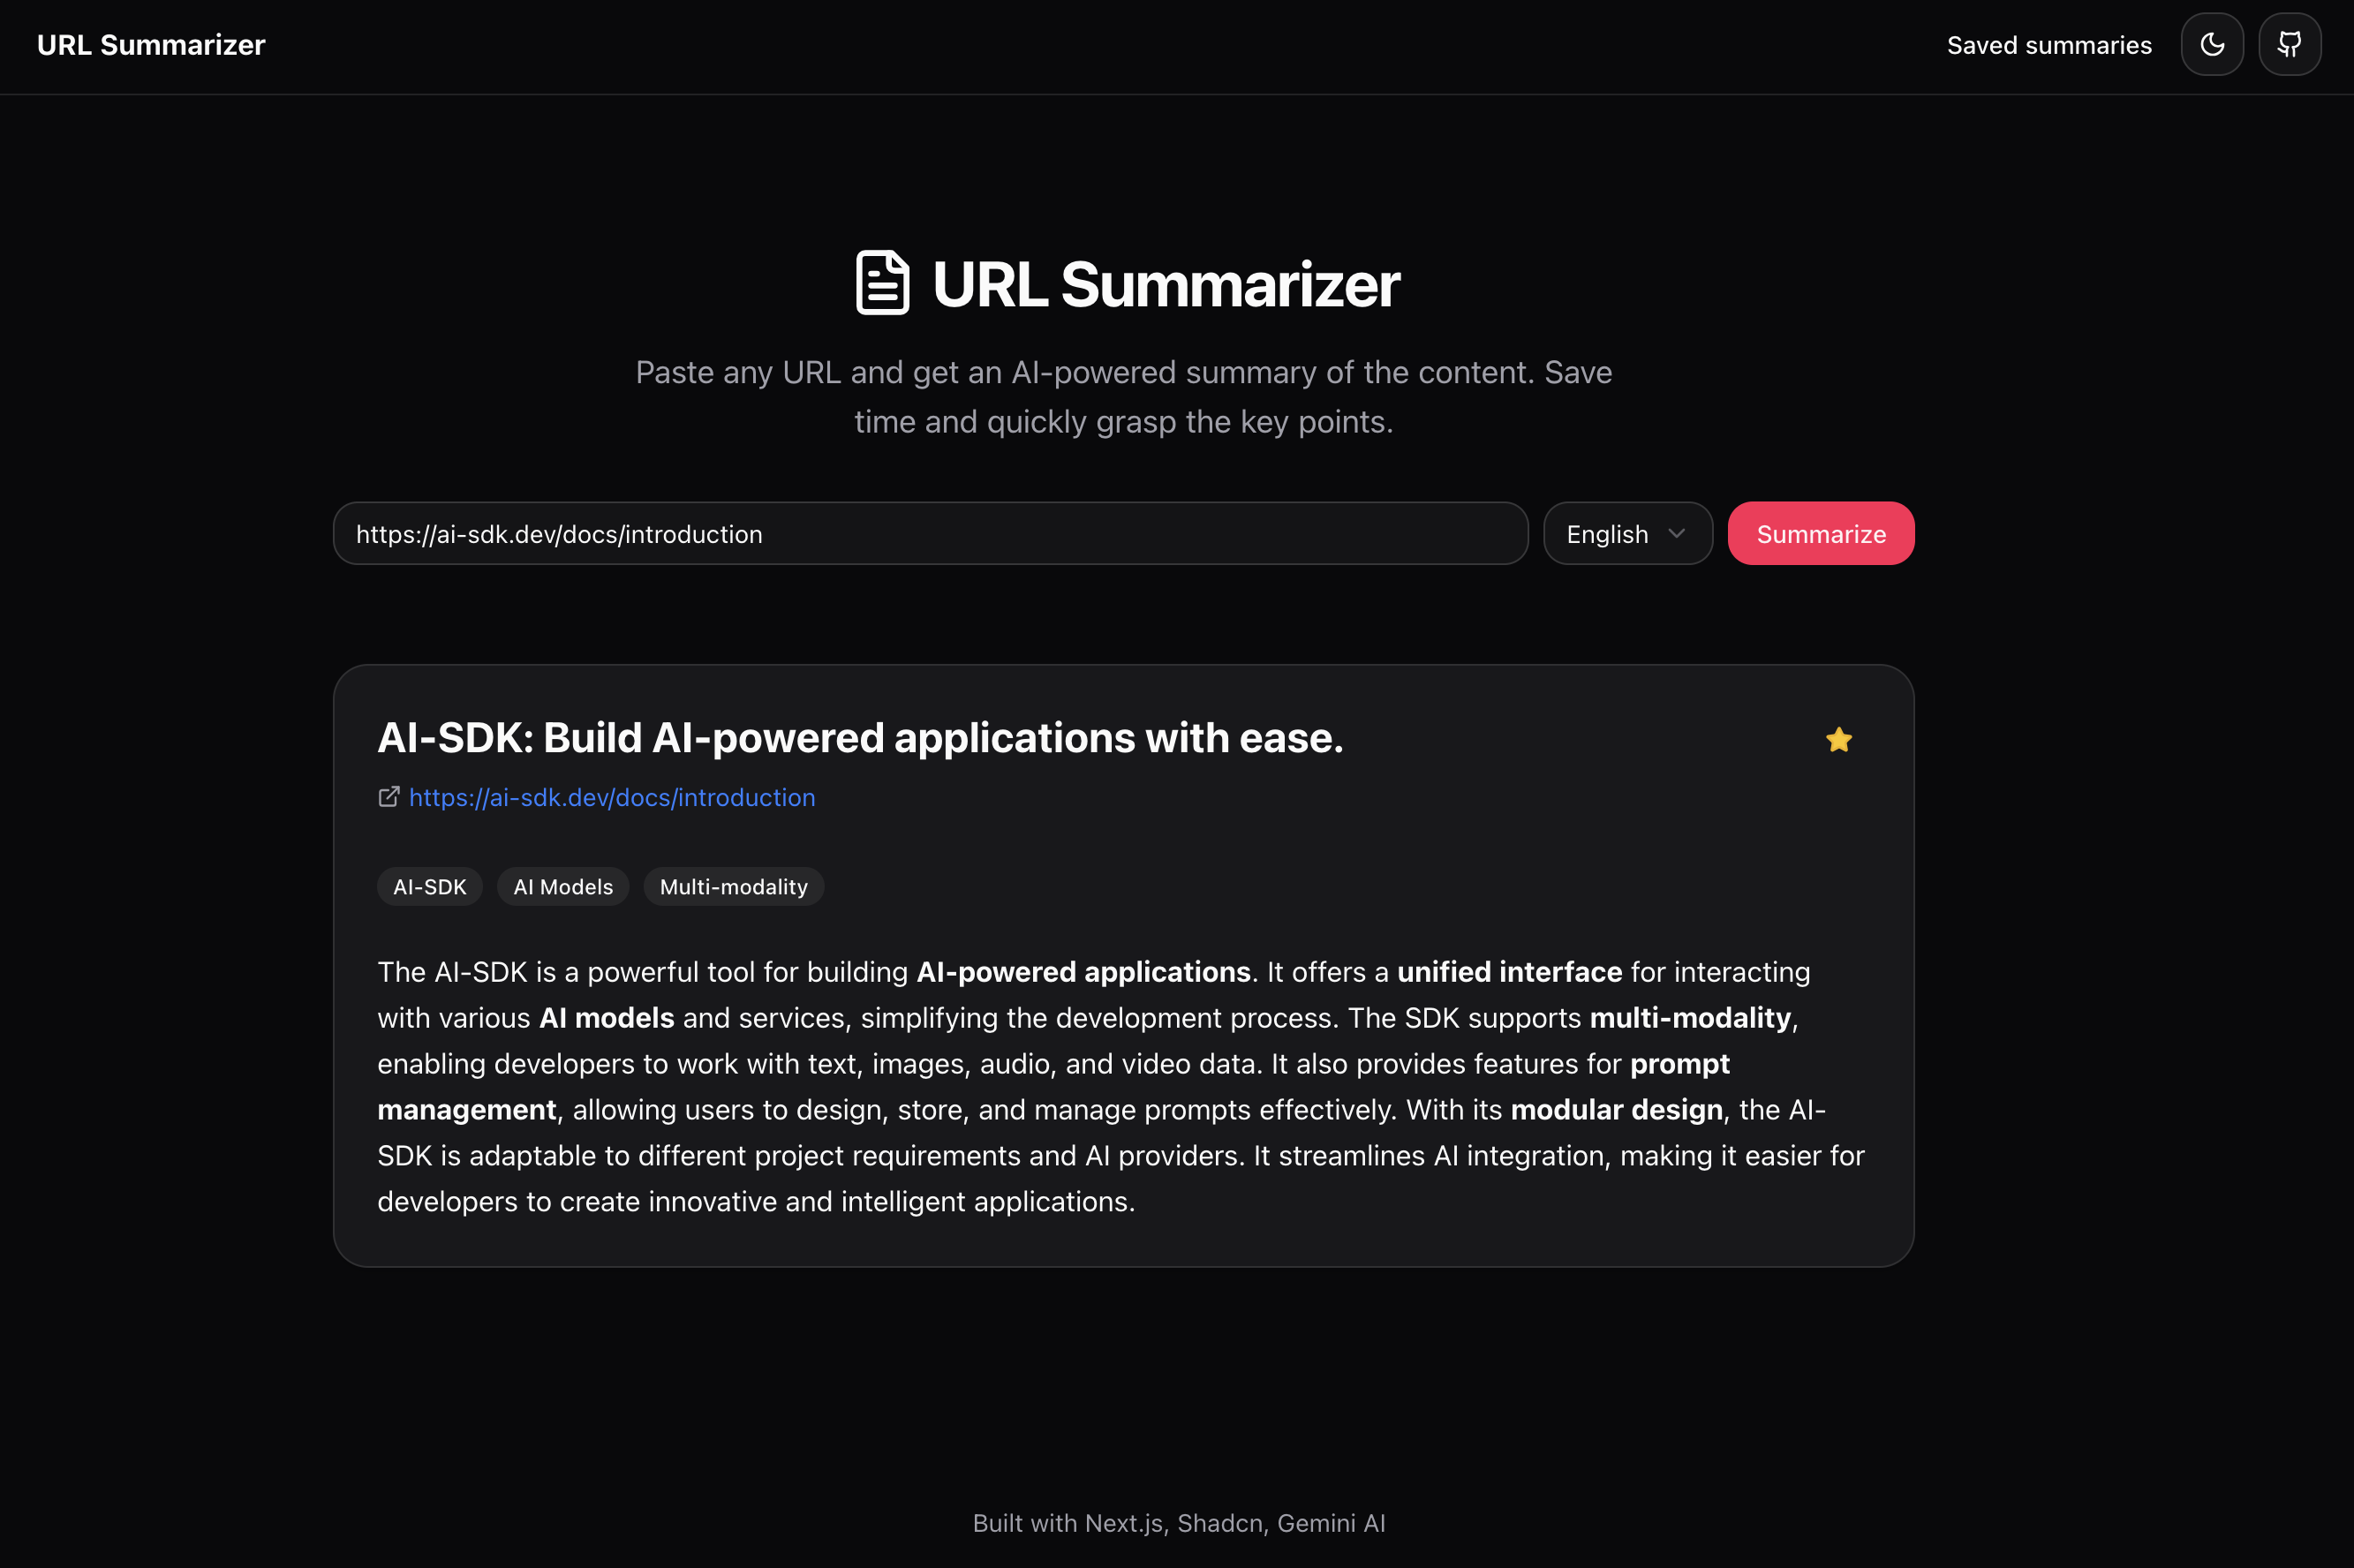 URL Summarizer
Saved summaries
URL Summarizer
Paste any URL and get an AI-powered summary of the content. Save
time and quickly grasp the key points.
https://ai-sdk.dev/docs/introduction
English
Summarize
AI-SDK: Build AI-powered applications with ease.
https://ai-sdk.dev/docs/introduction
AI-SDK
AI Models
Multi-modality
The AI-SDK is a powerful tool for building AI-powered applications. It offers a unified interface for interacting
with various AI models and services, simplifying the development process. The SDK supports multi-modality,
enabling developers to work with text, images, audio, and video data. It also provides features for prompt
management, allowing users to design, store, and manage prompts effectively. With its modular design, the AI-
SDK is adaptable to different project requirements and AI providers. It streamlines AI integration, making it easier for
developers to create innovative and intelligent applications.
Built with Next.js, Shadcn, Gemini AI